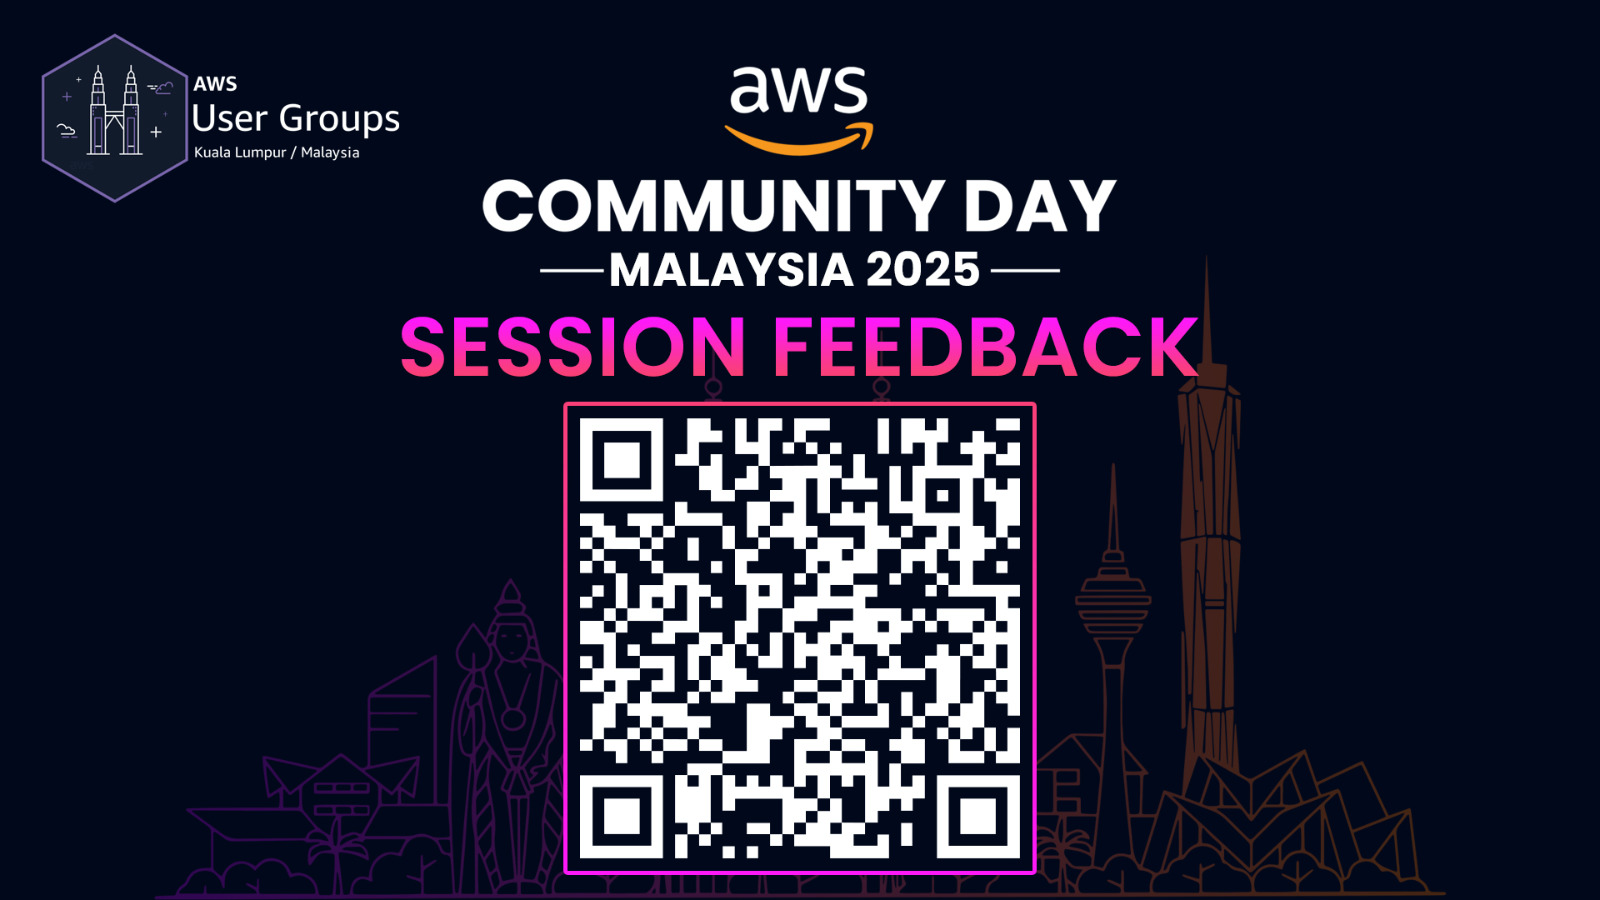 AWS
User Groups
Kuala Lumpur / Malaysia
aws
COMMUNITY DAY
MALAYSIA 2025
SESSION FEEDBACK